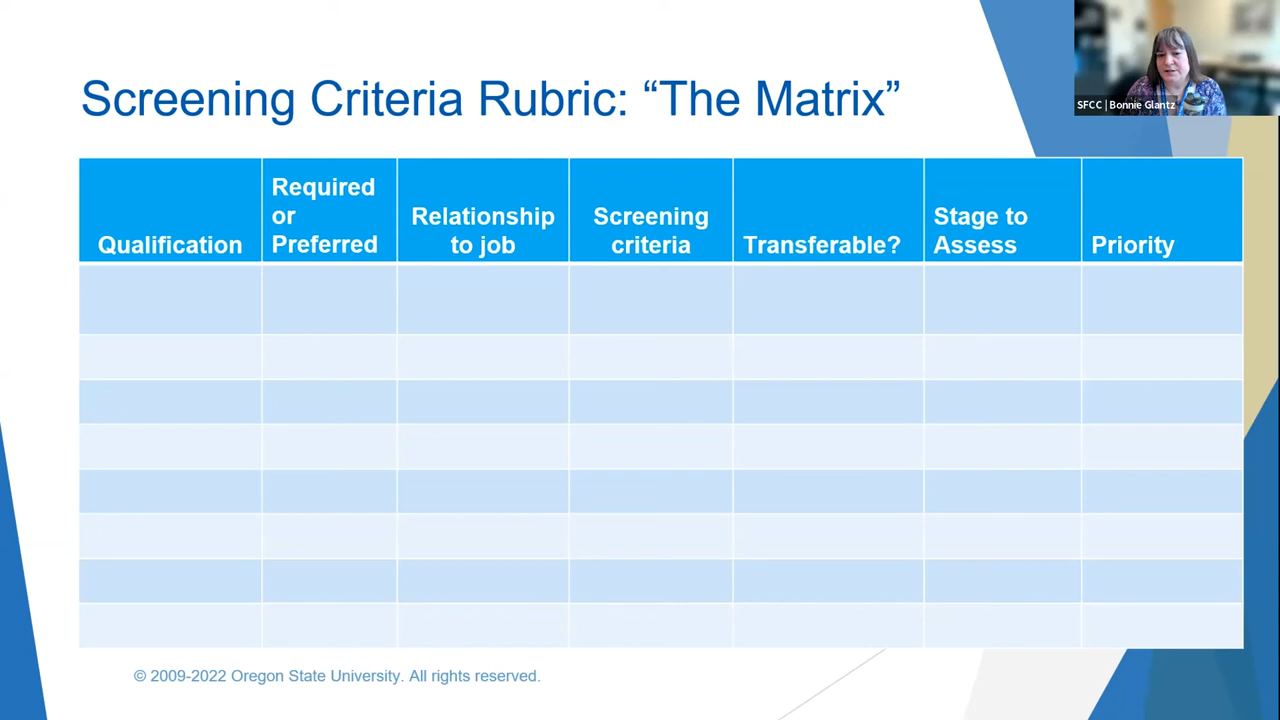 Screening Criteria Rubric: “The Matrix”
SFCC | Bonnie Glantz
Qualification
Required
or
Preferred
Relationship
to job
Screening
criteria
Transferable?
Stage to
Assess
Priority
© 2009-2022 Oregon State University. All rights reserved.